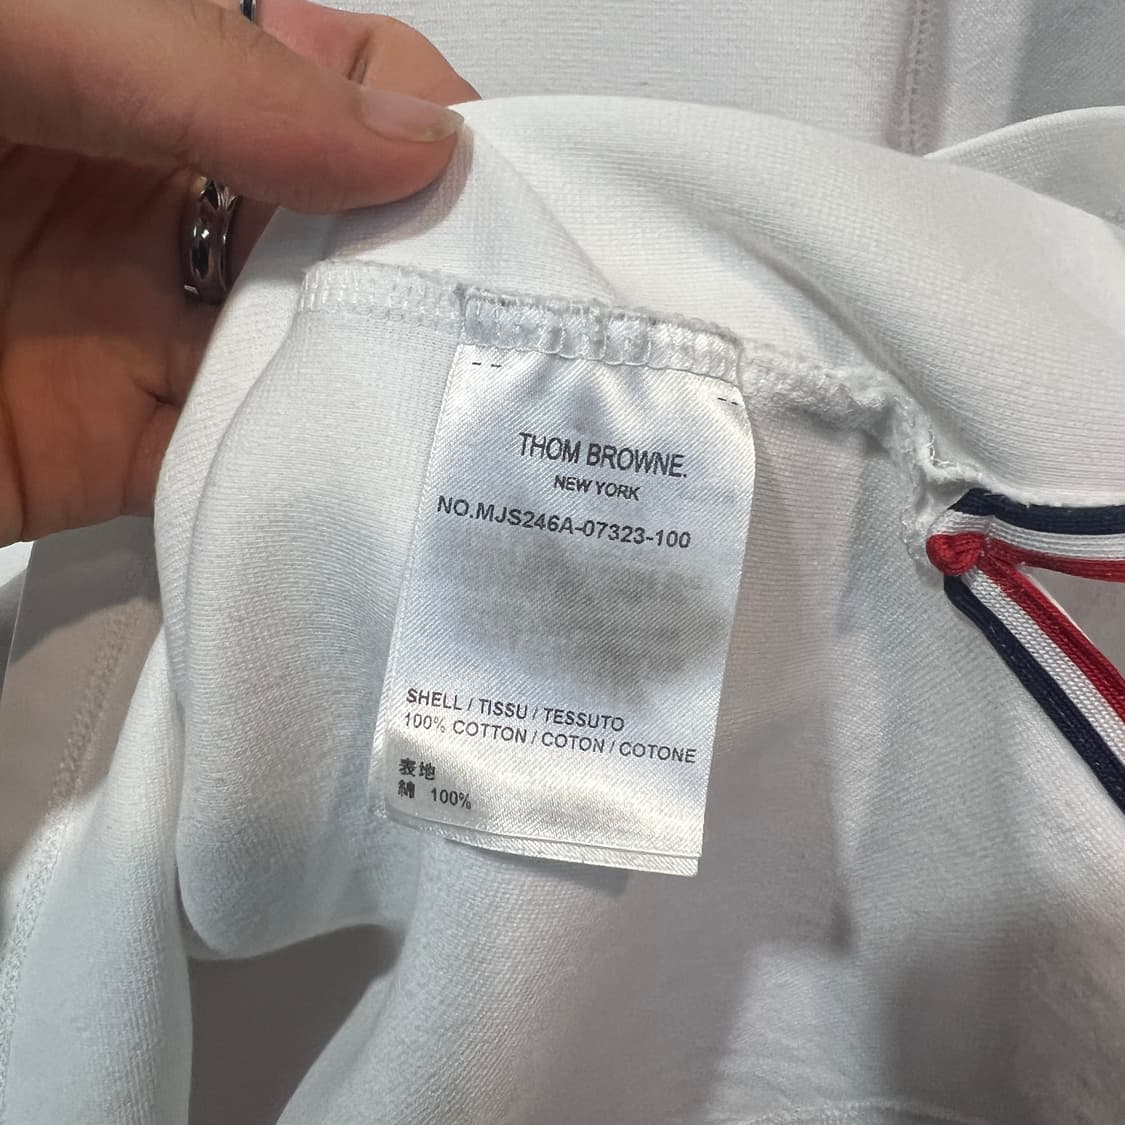 THOM BROWNE.
NEW YORK
NO.MJS246A-07323-100
SHELL / TISSU / TESSUTO
100% COTTON / COTON / COTONE
表地
綿 100%